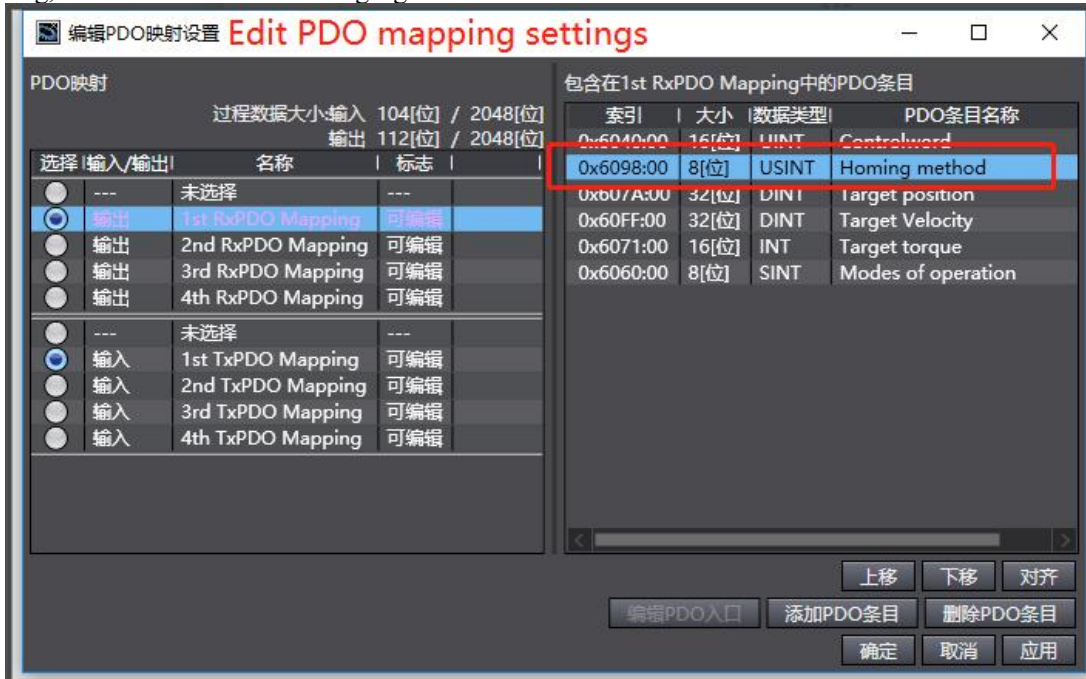 编辑PDO映射设置 Edit PDO mapping settings
PDO映射
过程数据大小:输入 104[位] / 2048[位]
输出 112[位] / 2048[位]
选择 输入/输出 名称 标志
--- 未选择 ---
输出 1st RxPDO Mapping 可编辑
输出 2nd RxPDO Mapping 可编辑
输出 3rd RxPDO Mapping 可编辑
输出 4th RxPDO Mapping 可编辑
--- 未选择 ---
输入 1st TxPDO Mapping 可编辑
输入 2nd TxPDO Mapping 可编辑
输入 3rd TxPDO Mapping 可编辑
输入 4th TxPDO Mapping 可编辑
包含在1st RxPDO Mapping中的PDO条目
索引 大小 数据类型 PDO条目名称
0x6040:00 16[位] UINT Controlword
0x6098:00 8[位] USINT Homing method
0x607A:00 32[位] DINT Target position
0x60FF:00 32[位] DINT Target Velocity
0x6071:00 16[位] INT Target torque
0x6060:00 8[位] SINT Modes of operation
上移 下移 对齐
编辑PDO入口 添加PDO条目 删除PDO条目
确定 取消 应用